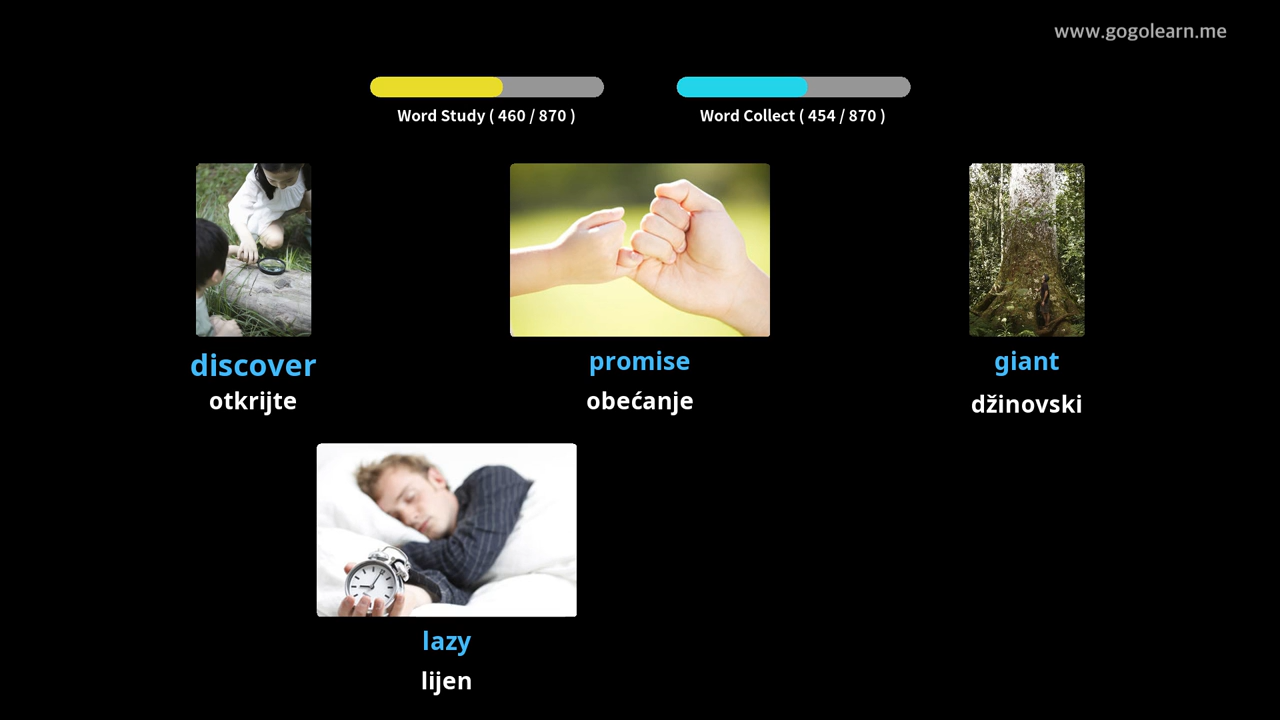 www.gogolearn.me
Word Study ( 460 / 870 )
Word Collect ( 454 / 870 )
discover
otkrijte
promise
obećanje
giant
džinovski
lazy
lijen